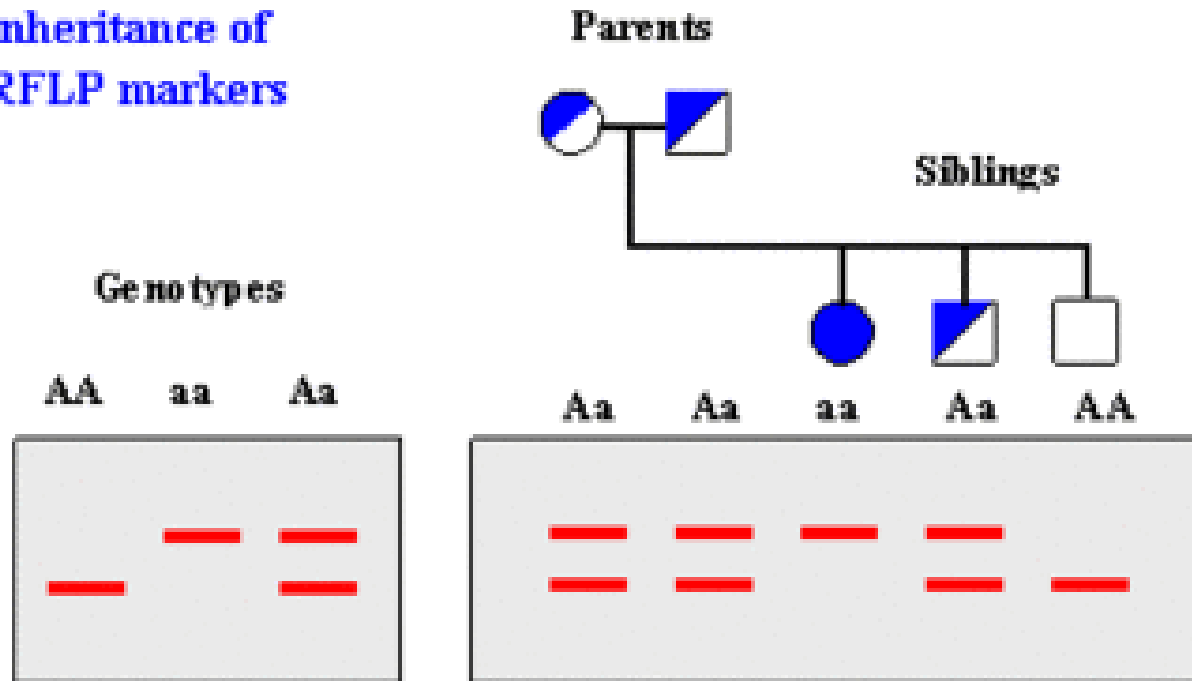 nheritance of
RFLP markers
Parents
Siblings
Genotypes
AA aa Aa
Aa Aa aa Aa AA